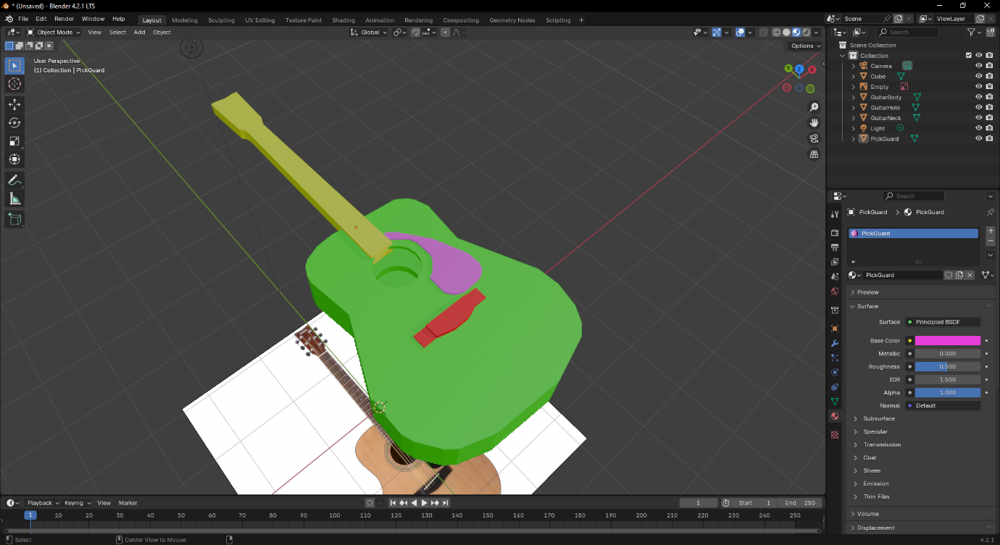 * (Unsaved) - Blender 4.2.1 LTS
File Edit Render Window Help Layout Modeling Sculpting UV Editing Texture Paint Shading Animation Rendering Compositing Geometry Nodes Scripting + Scene ViewLayer
Object Mode View Select Add Object Global Search
Options
User Perspective
(1) Collection | PickGuard
Y Z X
Scene Collection
Collection
Camera
Cube
Empty
GuitarBody
GuitarHole
GuitarNeck
Light
PickGuard
Search
PickGuard > PickGuard
PickGuard
PickGuard
Preview
Surface
Surface Principled BSDF
Base Color
Metallic 0.000
Roughness 0.500
IOR 1.500
Alpha 1.000
Normal Default
Subsurface
Specular
Transmission
Coat
Sheen
Emission
Thin Film
Volume
Displacement
Playback Keying View Marker 1 Start 1 End 250
1 10 20 30 40 50 60 70 80 90 100 110 120 130 140 150 160 170 180 190 200 210 220 230 240 250
Select Center View to Mouse 4.2.1